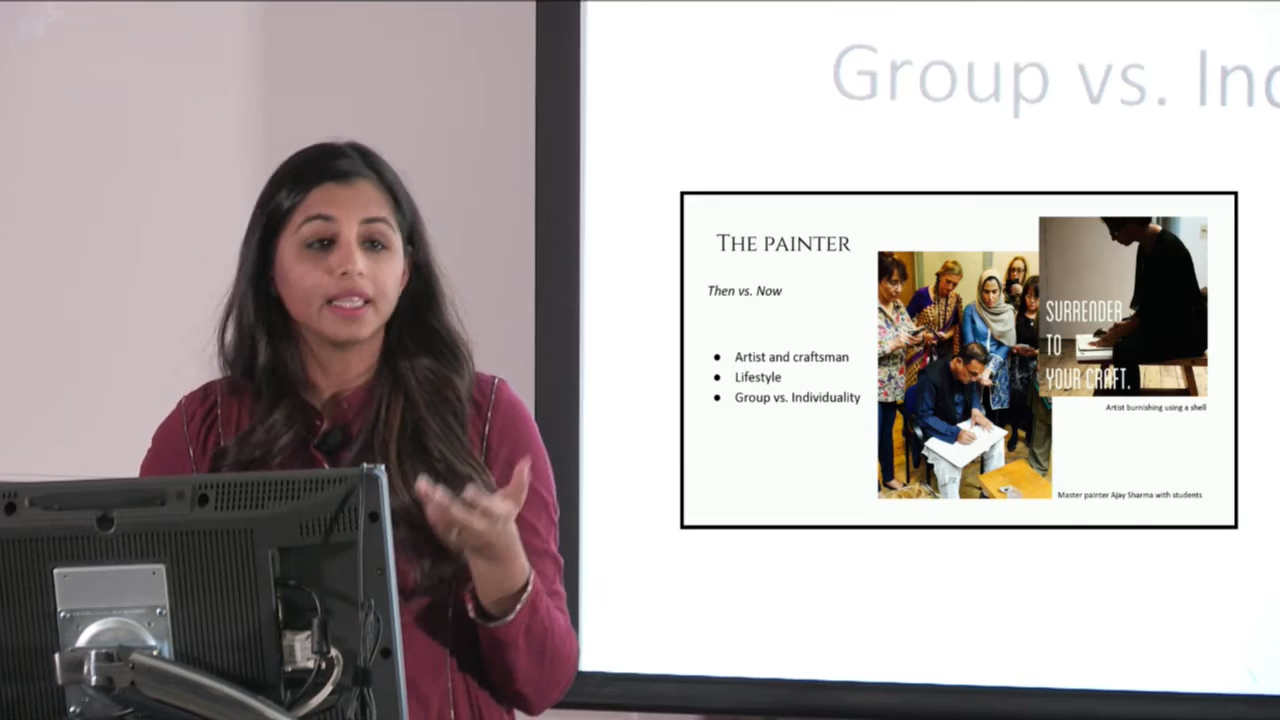 Group vs. Ind
THE PAINTER
Then vs. Now
● Artist and craftsman
● Lifestyle
● Group vs. Individuality
SURRENDER
TO
YOUR CRAFT.
Artist burnishing using a shell
Master painter Ajay Sharma with students